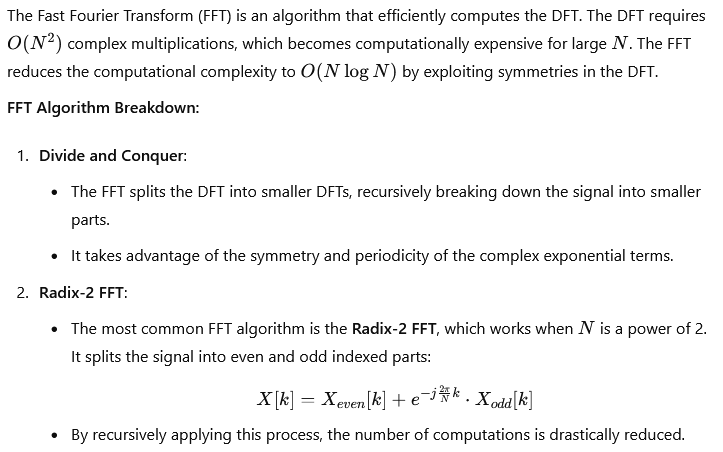 The Fast Fourier Transform (FFT) is an algorithm that efficiently computes the DFT. The DFT requires
O(N²) complex multiplications, which becomes computationally expensive for large N. The FFT
reduces the computational complexity to O(N log N) by exploiting symmetries in the DFT.
FFT Algorithm Breakdown:
1. Divide and Conquer:
• The FFT splits the DFT into smaller DFTs, recursively breaking down the signal into smaller
parts.
• It takes advantage of the symmetry and periodicity of the complex exponential terms.
2. Radix-2 FFT:
• The most common FFT algorithm is the Radix-2 FFT, which works when N is a power of 2.
It splits the signal into even and odd indexed parts:
X[k] = X_{even}[k] + e^{-j\frac{2π}{N}k} · X_{odd}[k]
• By recursively applying this process, the number of computations is drastically reduced.